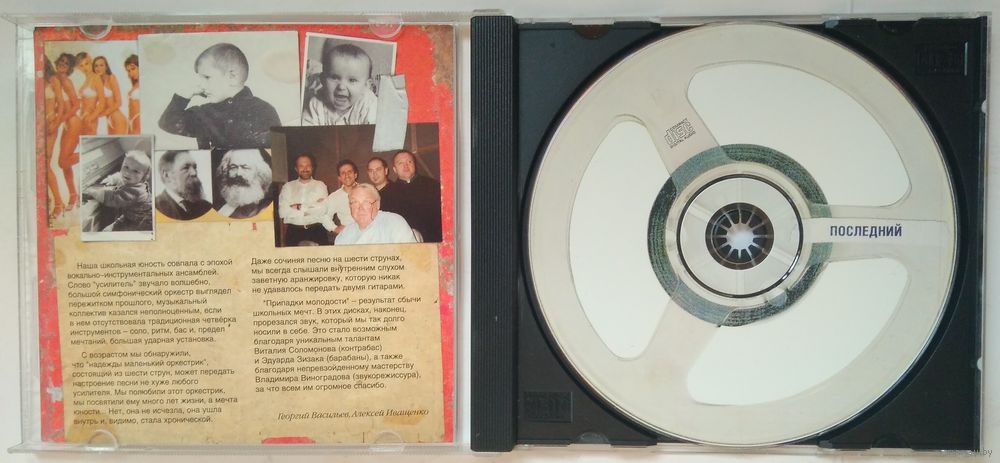 Наша школьная юность совпала с эпохой
вокально-инструментальных ансамблей.
Слово "усилитель" звучало волшебно,
большой симфонический оркестр выглядел
пережитком прошлого, музыкальный
коллектив казался неполноценным, если
в нем отсутствовала традиционная четвёрка
инструментов – соло, ритм, бас и, предел
мечтаний, большая ударная установка.
С возрастом мы обнаружили,
что "надежды маленький оркестрик",
состоящий из шести струн, может передать
настроение песни не хуже любого
усилителя. Мы полюбили этот оркестрик,
мы посвятили ему много лет жизни, а мечта
юности... Нет, она не исчезла, она ушла
внутрь и, видимо, стала хронической.
Даже сочиняя песню на шести струнах,
мы всегда слышали внутренним слухом
заветную аранжировку, которую никак
не удавалось передать двумя гитарами.
"Припадки молодости" – результат сбычи
школьных мечт. В этих дисках, наконец,
прорезался звук, который мы так долго
носили в себе. Это стало возможным
благодаря уникальным талантам
Виталия Соломонова (контрабас)
и Эдуарда Зизака (барабаны), а также
благодаря непревзойденному мастерству
Владимира Виноградова (звукорежиссура),
за что всем им огромное спасибо.
Георгий Васильев, Алексей Иващенко
COMPACT
disc
DIGITAL AUDIO
ПОСЛЕДНИЙ